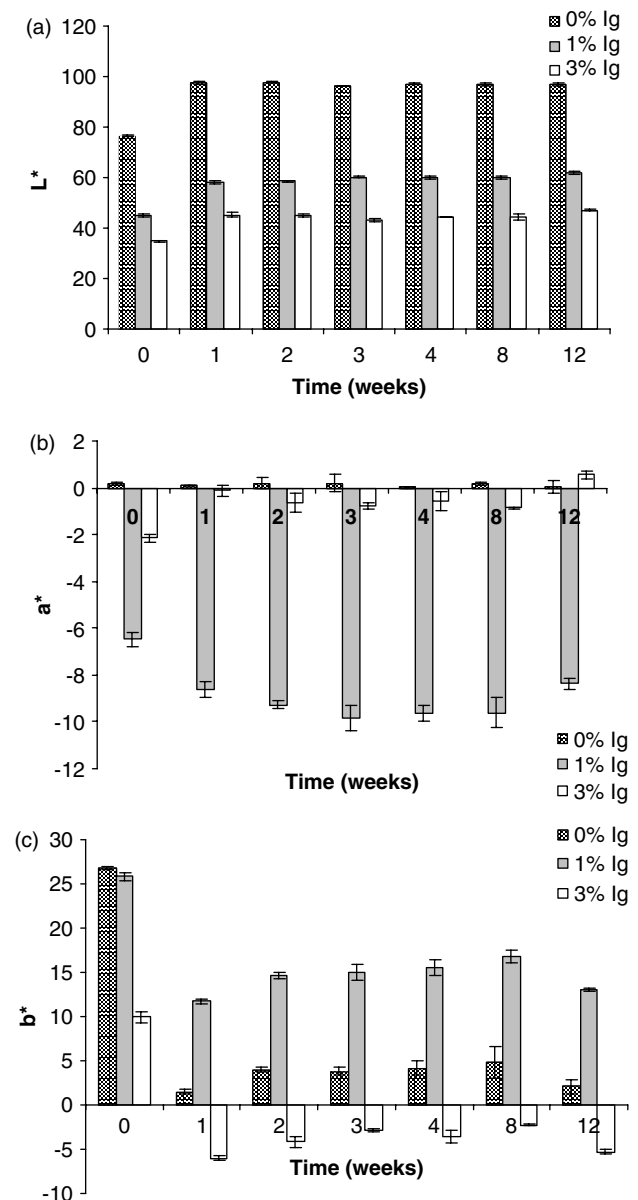 (a)
0% Ig
1% Ig
3% Ig
120
100
80
60
40
20
0
L*
0 1 2 3 4 8 12
Time (weeks)
(b)
2
0
-2
-4
-6
-8
-10
-12
a*
0 1 2 3 4 8 12
Time (weeks)
0% Ig
1% Ig
3% Ig
(c)
0% Ig
1% Ig
3% Ig
30
25
20
15
10
5
0
-5
-10
b*
0 1 2 3 4 8 12
Time (weeks)